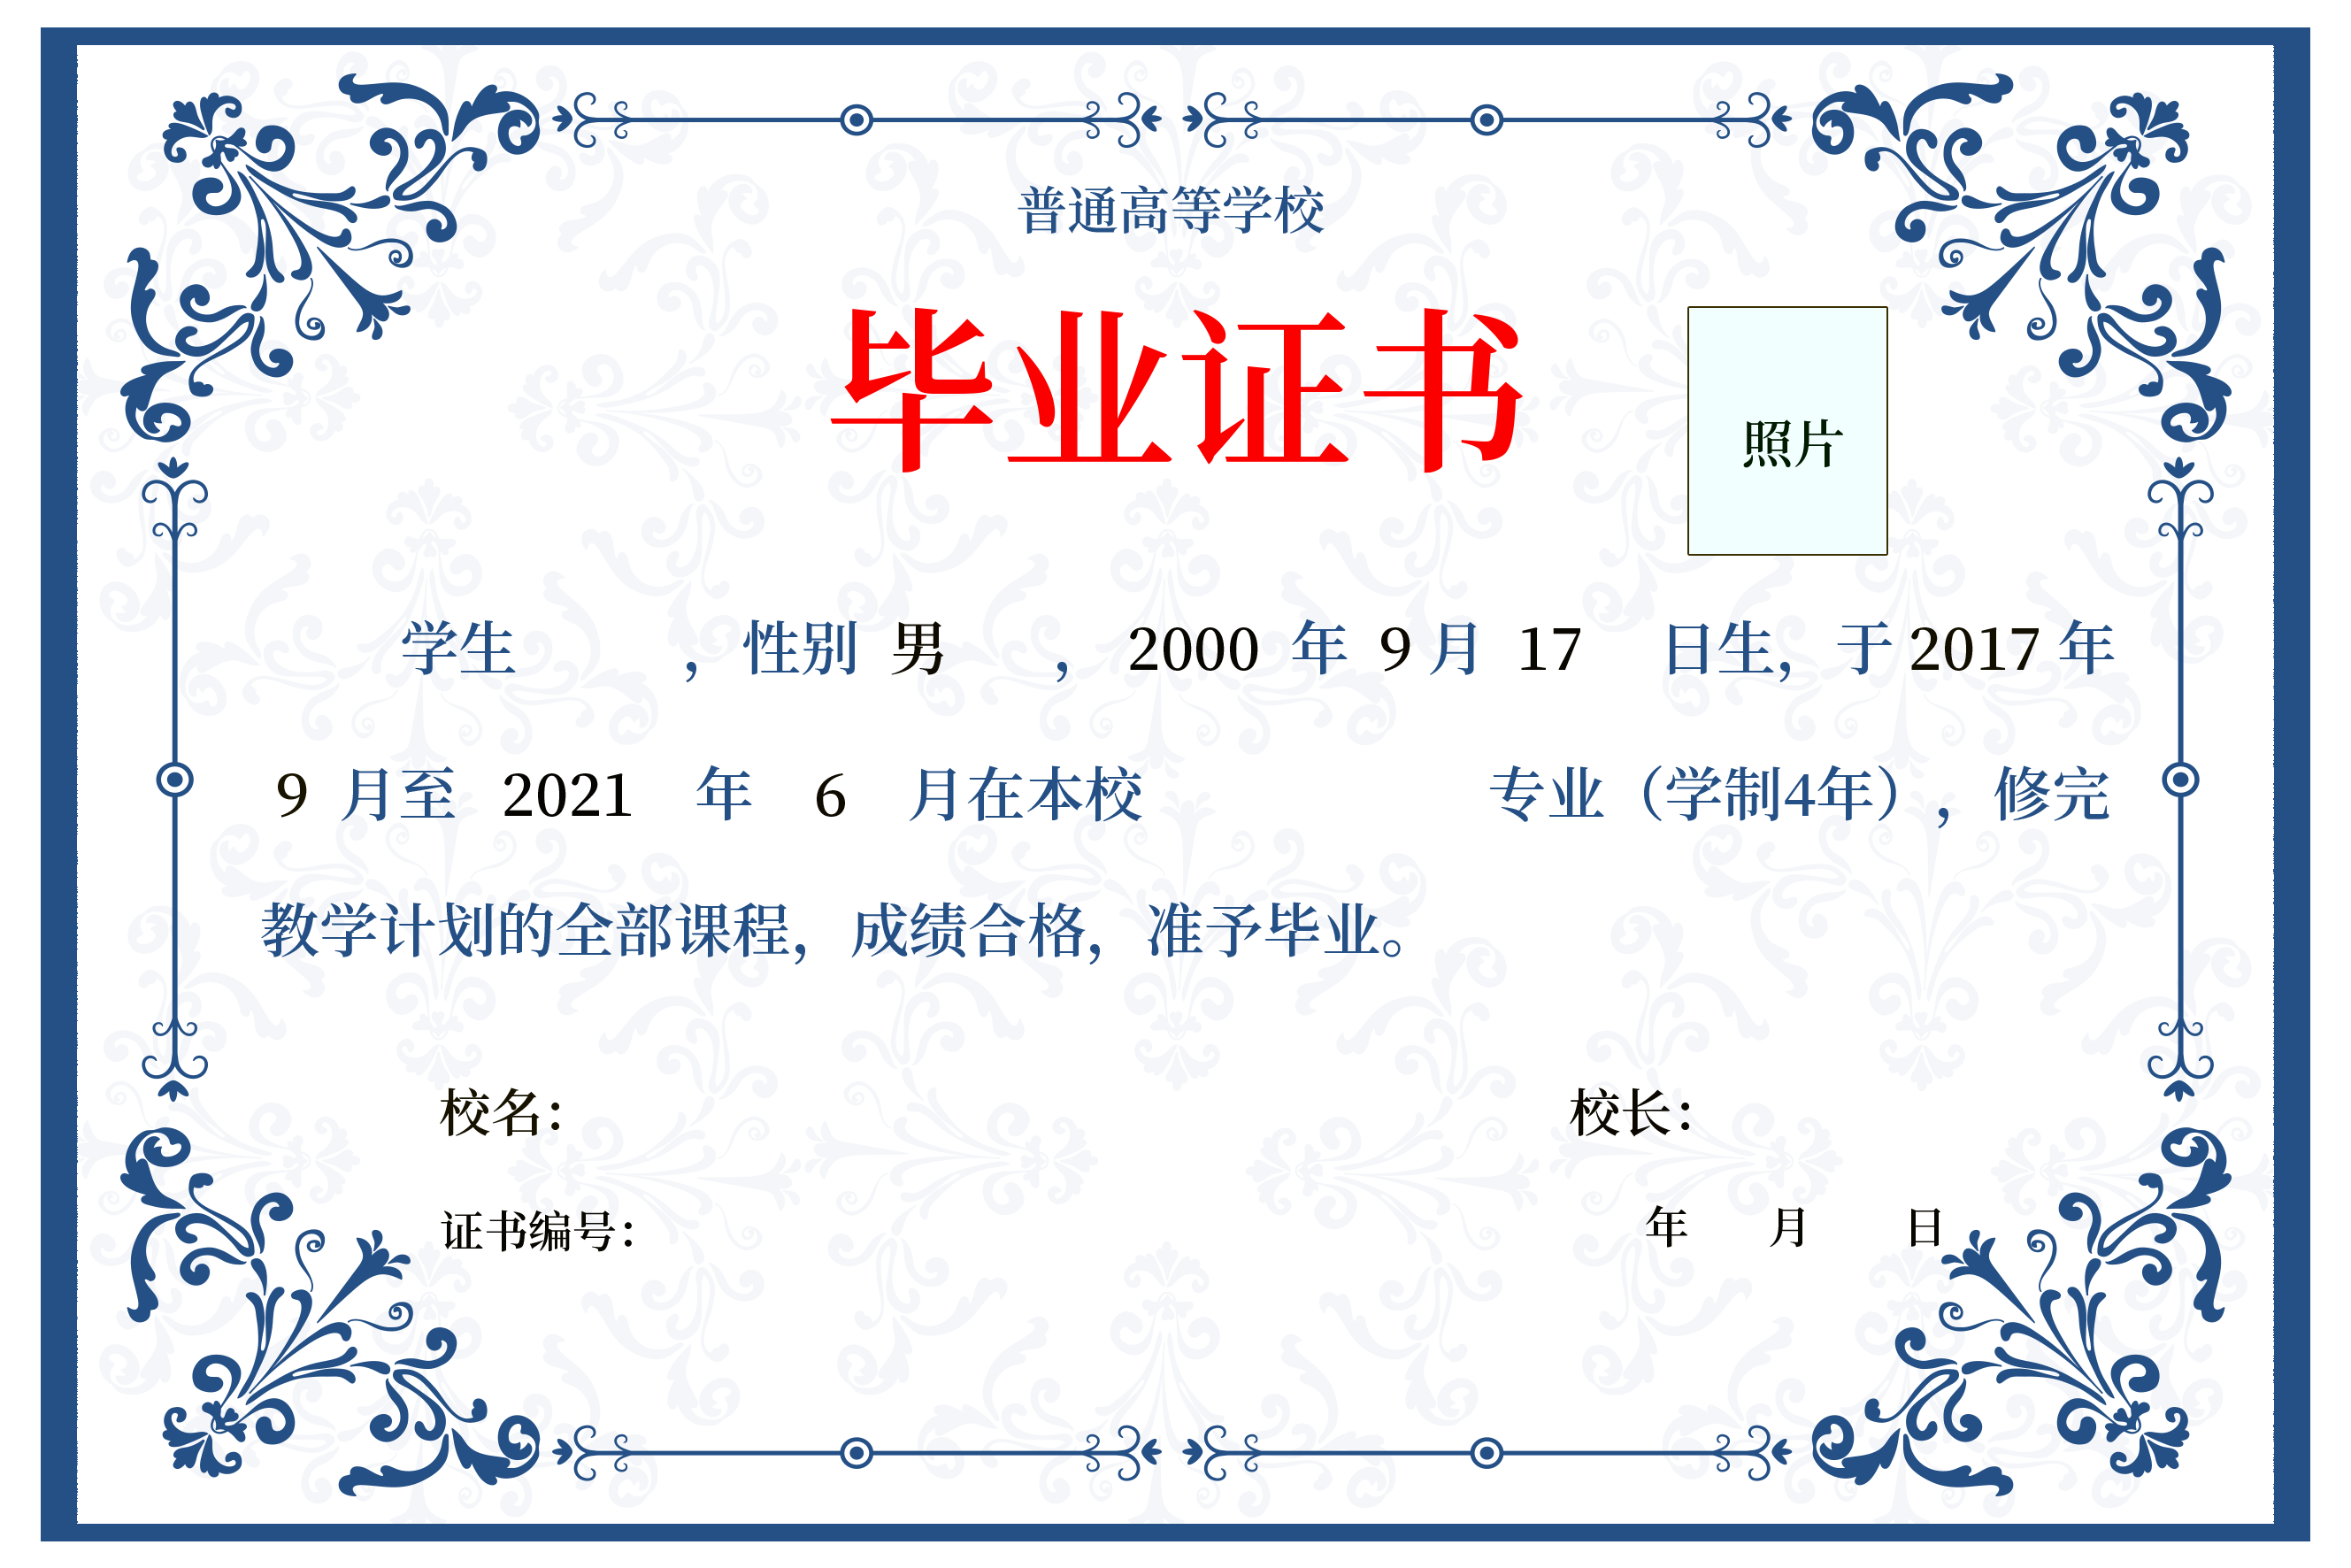 普通高等学校
毕业证书
照片
学生 ，性别 男 ， 2000 年 9 月 17 日生，于 2017 年
9 月至 2021 年 6 月在本校 专业（学制4年），修完
教学计划的全部课程，成绩合格，准予毕业。
校名： 校长：
证书编号： 年 月 日